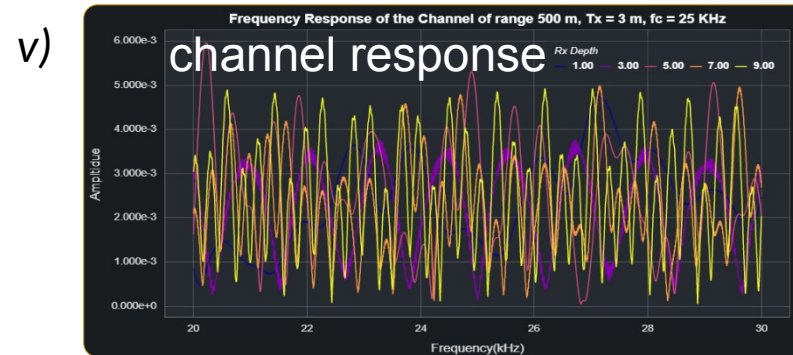 v)
Frequency Response of the Channel of range 500 m, Tx = 3 m, fc = 25 KHz
channel response
Rx Depth
1.00 3.00 5.00 7.00 9.00
Ampltidue
6.000e-3
5.000e-3
4.000e-3
3.000e-3
2.000e-3
1.000e-3
0.000e+0
20 22 24 26 28 30
Frequency(kHz)